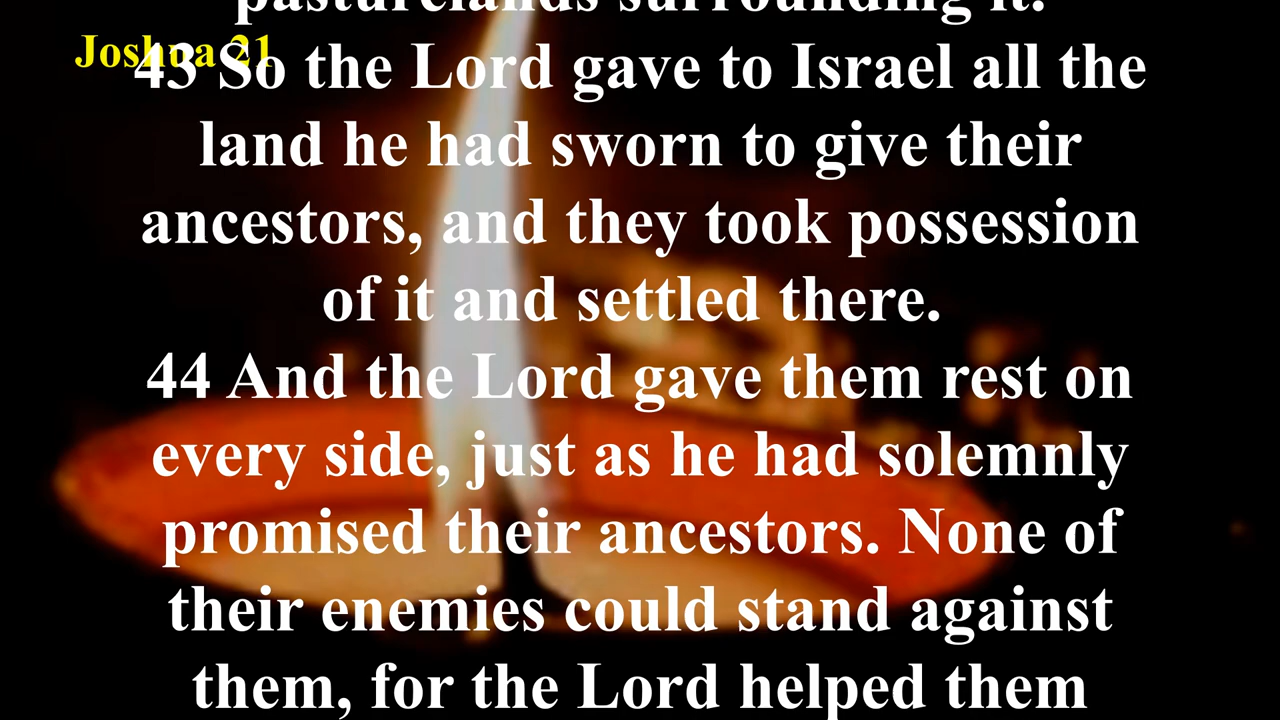 pasturelands surrounding it.
Joshua 21
43 So the Lord gave to Israel all the
land he had sworn to give their
ancestors, and they took possession
of it and settled there.
44 And the Lord gave them rest on
every side, just as he had solemnly
promised their ancestors. None of
their enemies could stand against
them, for the Lord helped them